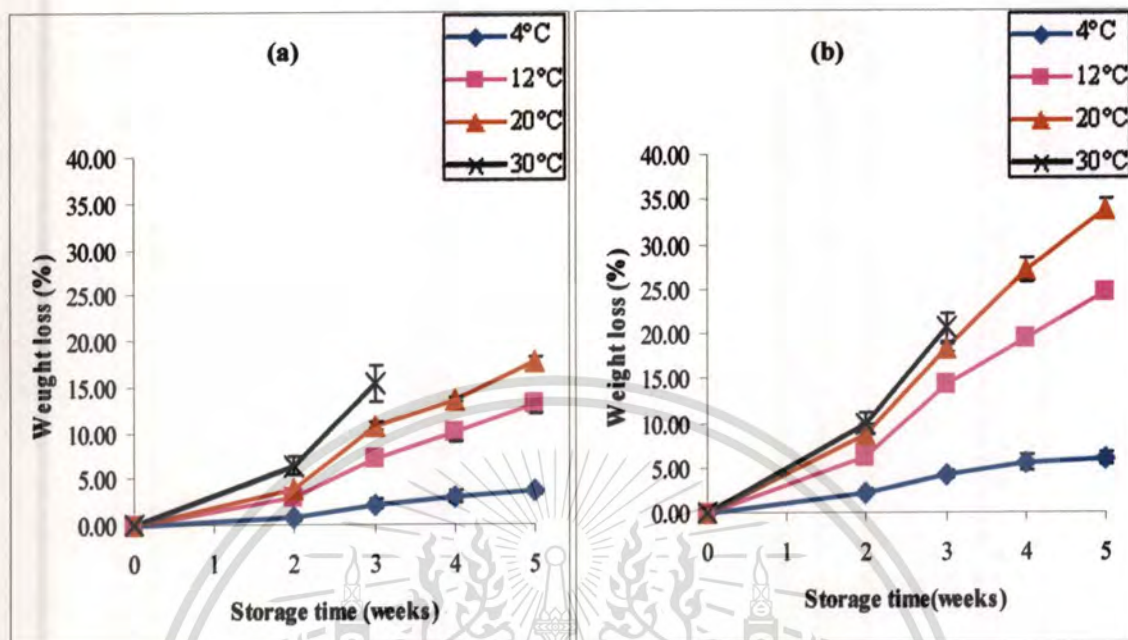 (a)
4°C
12°C
20°C
30°C
Weught loss (%)
40.00
35.00
30.00
25.00
20.00
15.00
10.00
5.00
0.00
0 1 2 3 4 5
Storage time (weeks)
(b)
4°C
12°C
20°C
30°C
Weight loss (%)
40.00
35.00
30.00
25.00
20.00
15.00
10.00
5.00
0.00
0 1 2 3 4 5
Storage time(weeks)